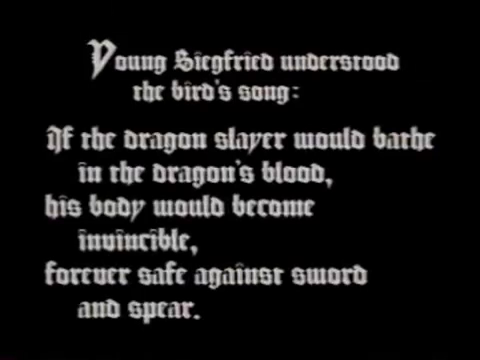 Young Siegfried understood
the bird's song:
If the dragon slayer would bathe
in the dragon's blood,
his body would become
invincible,
forever safe against sword
and spear.